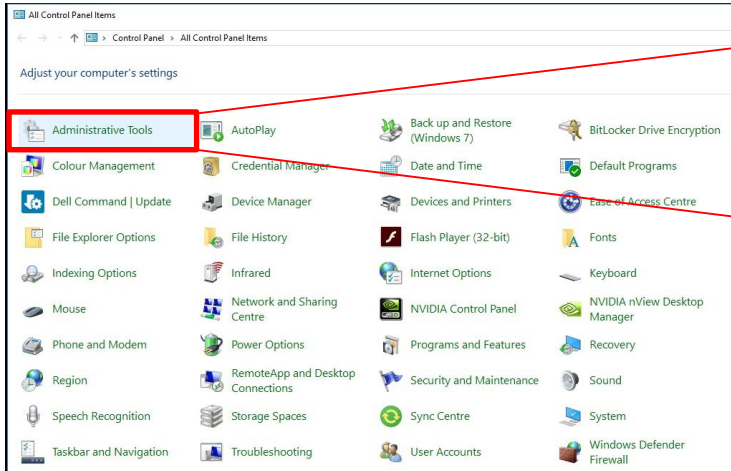 All Control Panel Items
Control Panel > All Control Panel Items
Adjust your computer's settings
Administrative Tools
AutoPlay
Back up and Restore
(Windows 7)
BitLocker Drive Encryption
Colour Management
Credential Manager
Date and Time
Default Programs
Dell Command | Update
Device Manager
Devices and Printers
Ease of Access Centre
File Explorer Options
File History
Flash Player (32-bit)
Fonts
Indexing Options
Infrared
Internet Options
Keyboard
Mouse
Network and Sharing
Centre
NVIDIA Control Panel
NVIDIA nView Desktop
Manager
Phone and Modem
Power Options
Programs and Features
Recovery
Region
RemoteApp and Desktop
Connections
Security and Maintenance
Sound
Speech Recognition
Storage Spaces
Sync Centre
System
Taskbar and Navigation
Troubleshooting
User Accounts
Windows Defender
Firewall